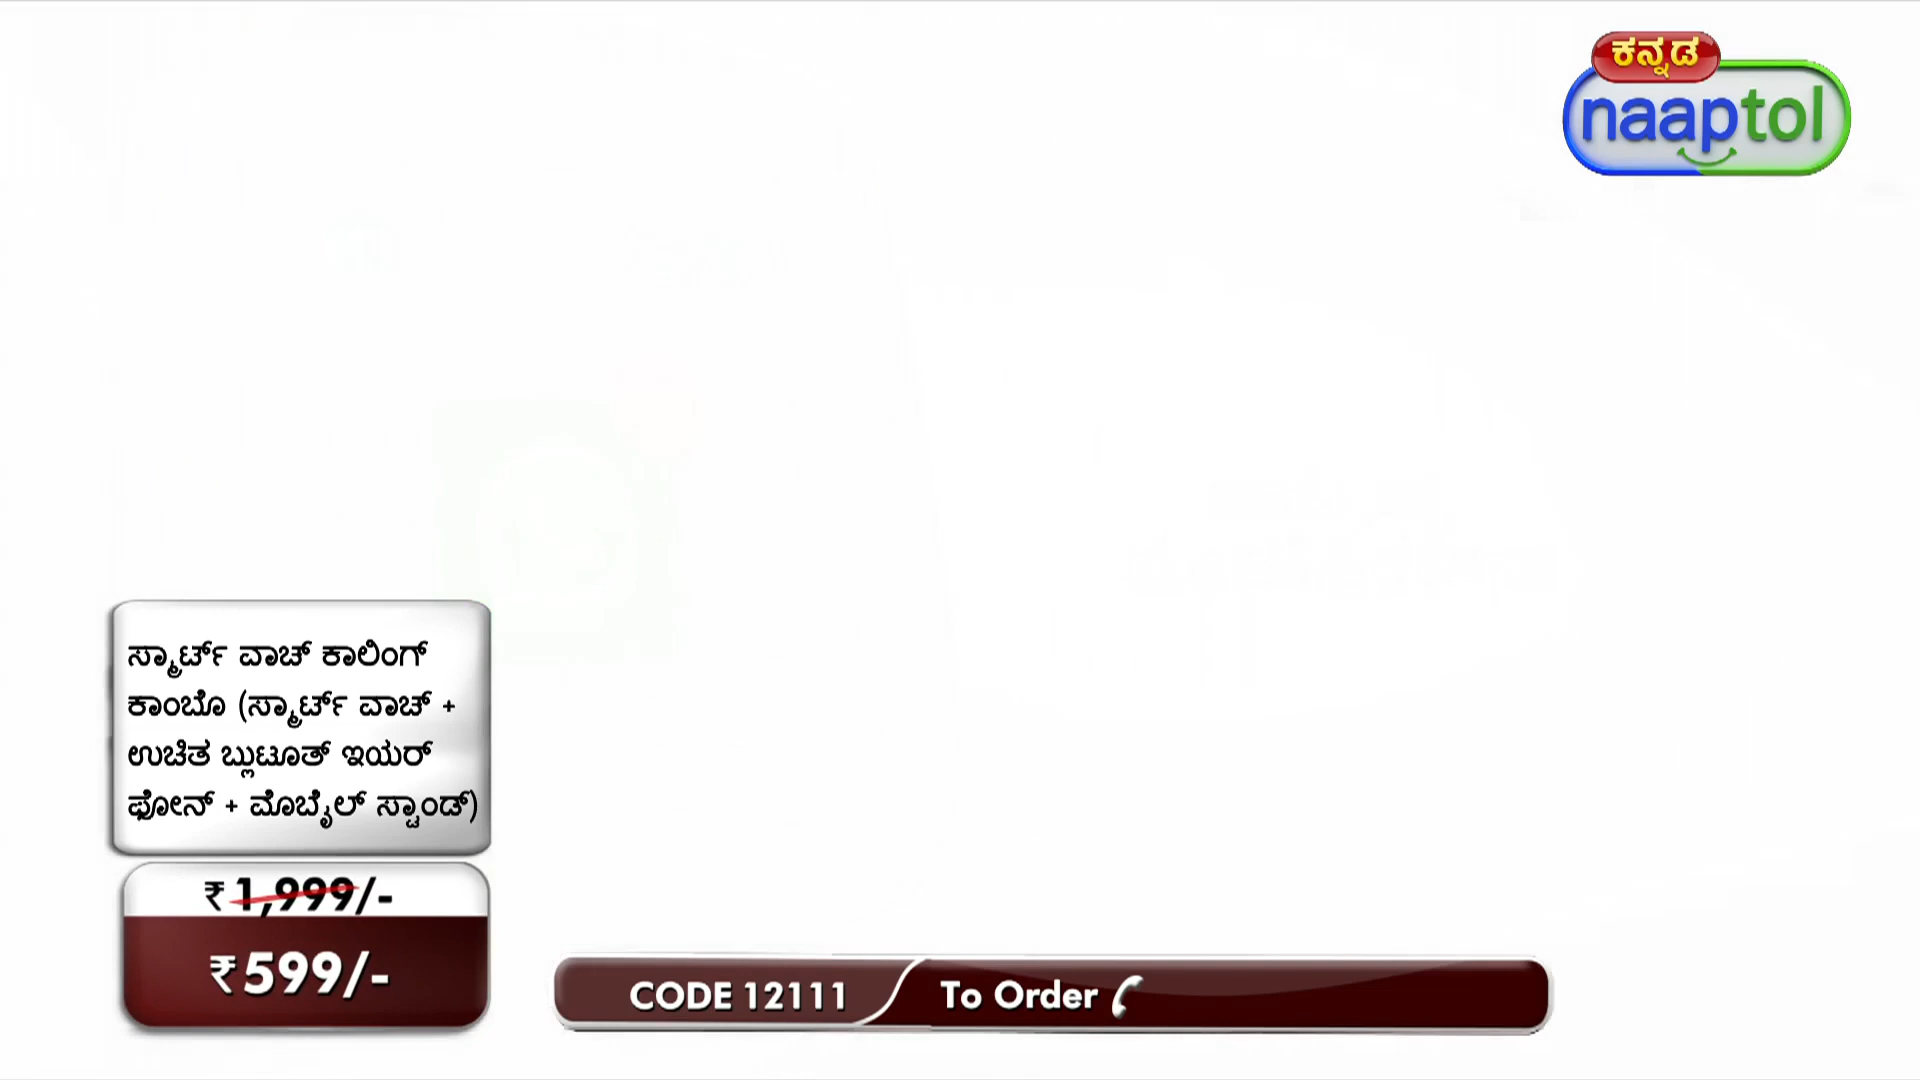 ಕನ್ನಡ
naaptol
ಸ್ಮಾರ್ಟ್ ವಾಚ್ ಕಾಲಿಂಗ್
ಕಾಂಬೊ (ಸ್ಮಾರ್ಟ್ ವಾಚ್ +
ಉಚಿತ ಬ್ಲುಟೂತ್ ಇಯರ್
ಫೋನ್ + ಮೊಬೈಲ್ ಸ್ಟಾಂಡ್)
₹1,999/-
₹599/-
CODE 12111 To Order